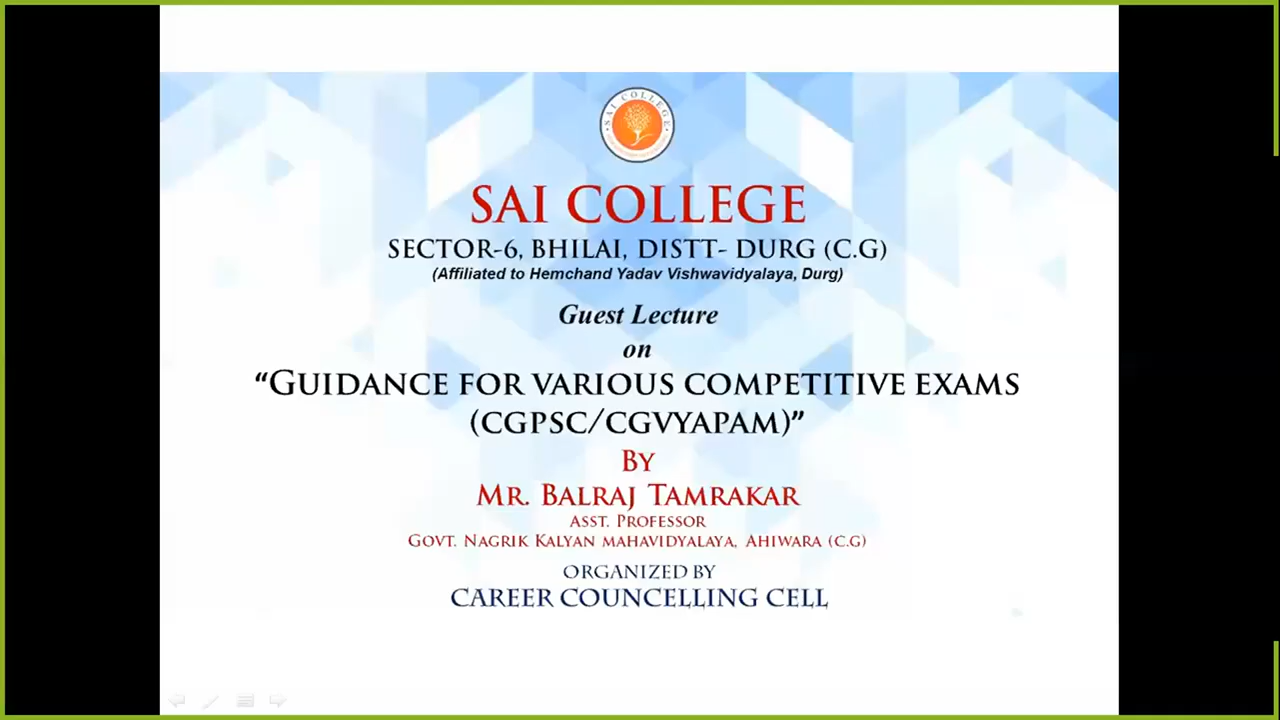 SAI COLLEGE
SAI COLLEGE
SECTOR-6, BHILAI, DISTT- DURG (C.G)
(Affiliated to Hemchand Yadav Vishwavidyalaya, Durg)
Guest Lecture
on
“GUIDANCE FOR VARIOUS COMPETITIVE EXAMS
(CGPSC/CGVYAPAM)”
BY
MR. BALRAJ TAMRAKAR
ASST. PROFESSOR
GOVT. NAGRIK KALYAN MAHAVIDYALAYA, AHIWARA (C.G)
ORGANIZED BY
CAREER COUNCELLING CELL